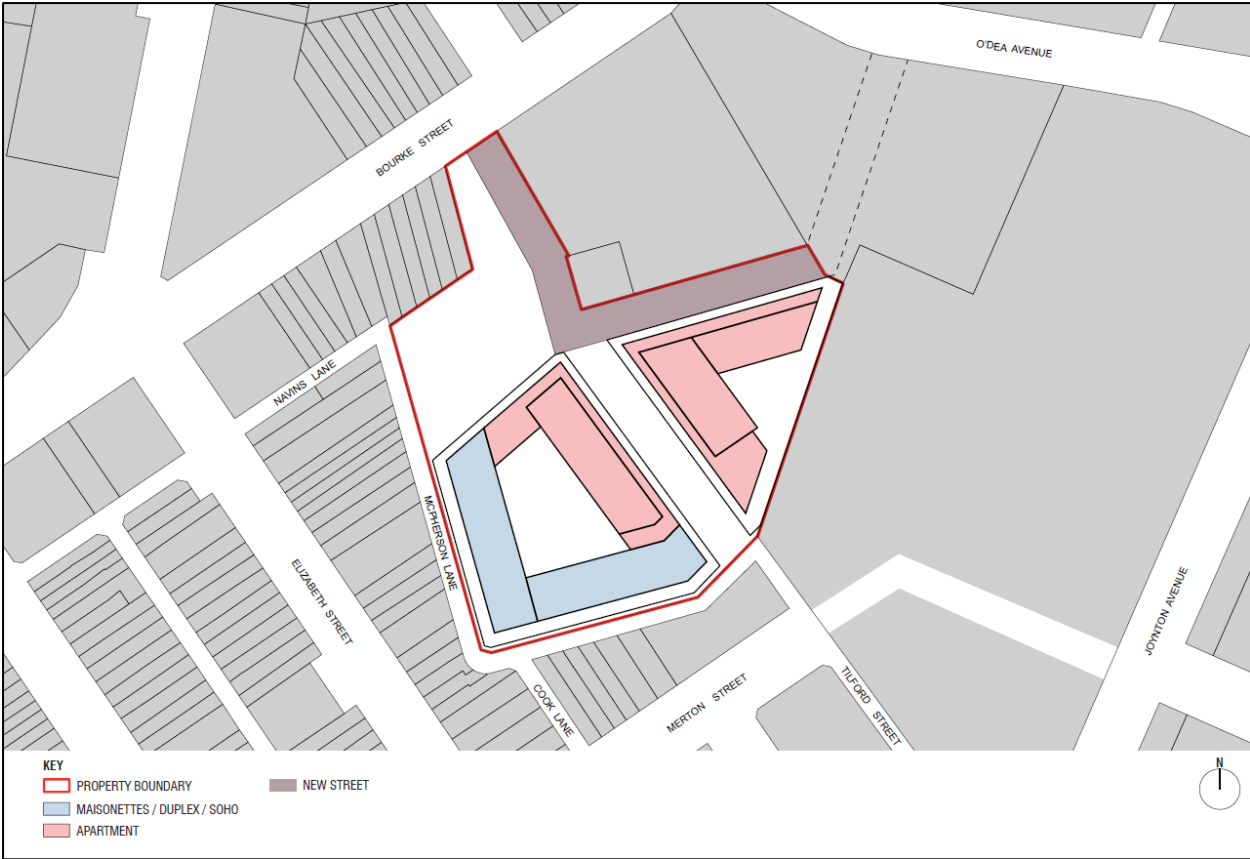 O'DEA AVENUE
BOURKE STREET
NAVINS LANE
MCPHERSON LANE
ELIZABETH STREET
JOYNTON AVENUE
COOK LANE
MERTON STREET
TILFORD STREET
KEY
PROPERTY BOUNDARY
NEW STREET
MAISONETTES / DUPLEX / SOHO
APARTMENT
N